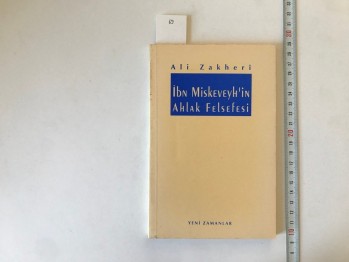 Ali Zakheri
İbn Miskeveyh'in
Ahlak Felsefesi
YENİ ZAMANLAR